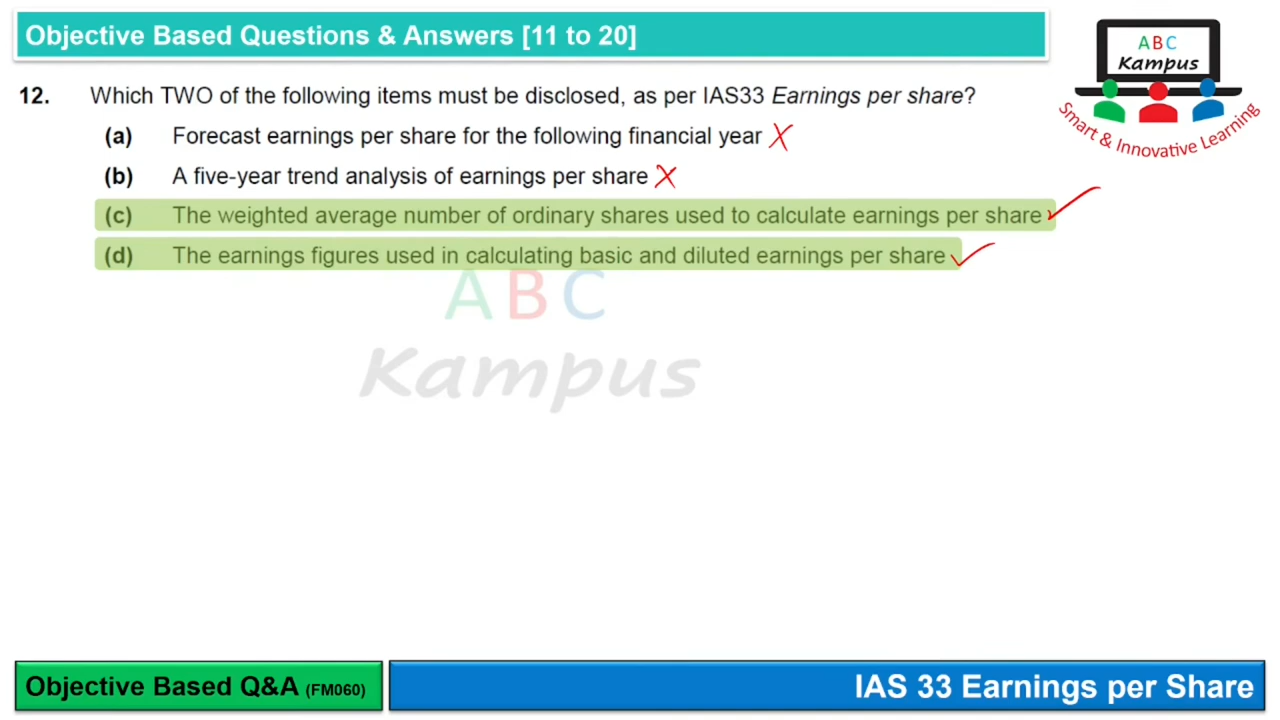 Objective Based Questions & Answers [11 to 20]
ABC
Kampus
Smart & Innovative Learning
12. Which TWO of the following items must be disclosed, as per IAS33 Earnings per share?
(a) Forecast earnings per share for the following financial year
(b) A five-year trend analysis of earnings per share
(c) The weighted average number of ordinary shares used to calculate earnings per share
(d) The earnings figures used in calculating basic and diluted earnings per share
ABC
Kampus
Objective Based Q&A (FM060)
IAS 33 Earnings per Share